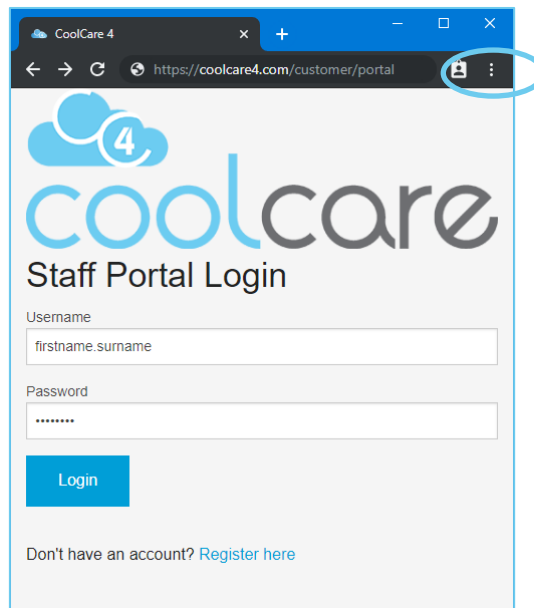 CoolCare 4
https://coolcare4.com/customer/portal
4
coolcare
Staff Portal Login
Username
firstname.surname
Password
••••••••
Login
Don't have an account? Register here